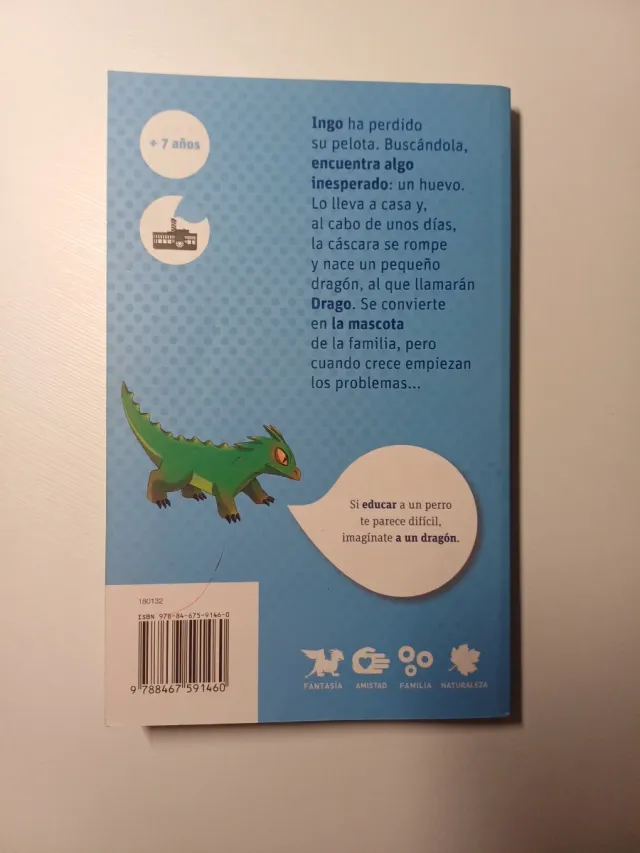 + 7 años
Ingo ha perdido
su pelota. Buscándola,
encuentra algo
inesperado: un huevo.
Lo lleva a casa y,
al cabo de unos días,
la cáscara se rompe
y nace un pequeño
dragón, al que llamarán
Drago. Se convierte
en la mascota
de la familia, pero
cuando crece empiezan
los problemas...
Si educar a un perro
te parece difícil,
imagínate a un dragón.
160132
ISBN 978-84-675-9146-0
9 788467 591460
FANTASÍA AMISTAD FAMILIA NATURALEZA